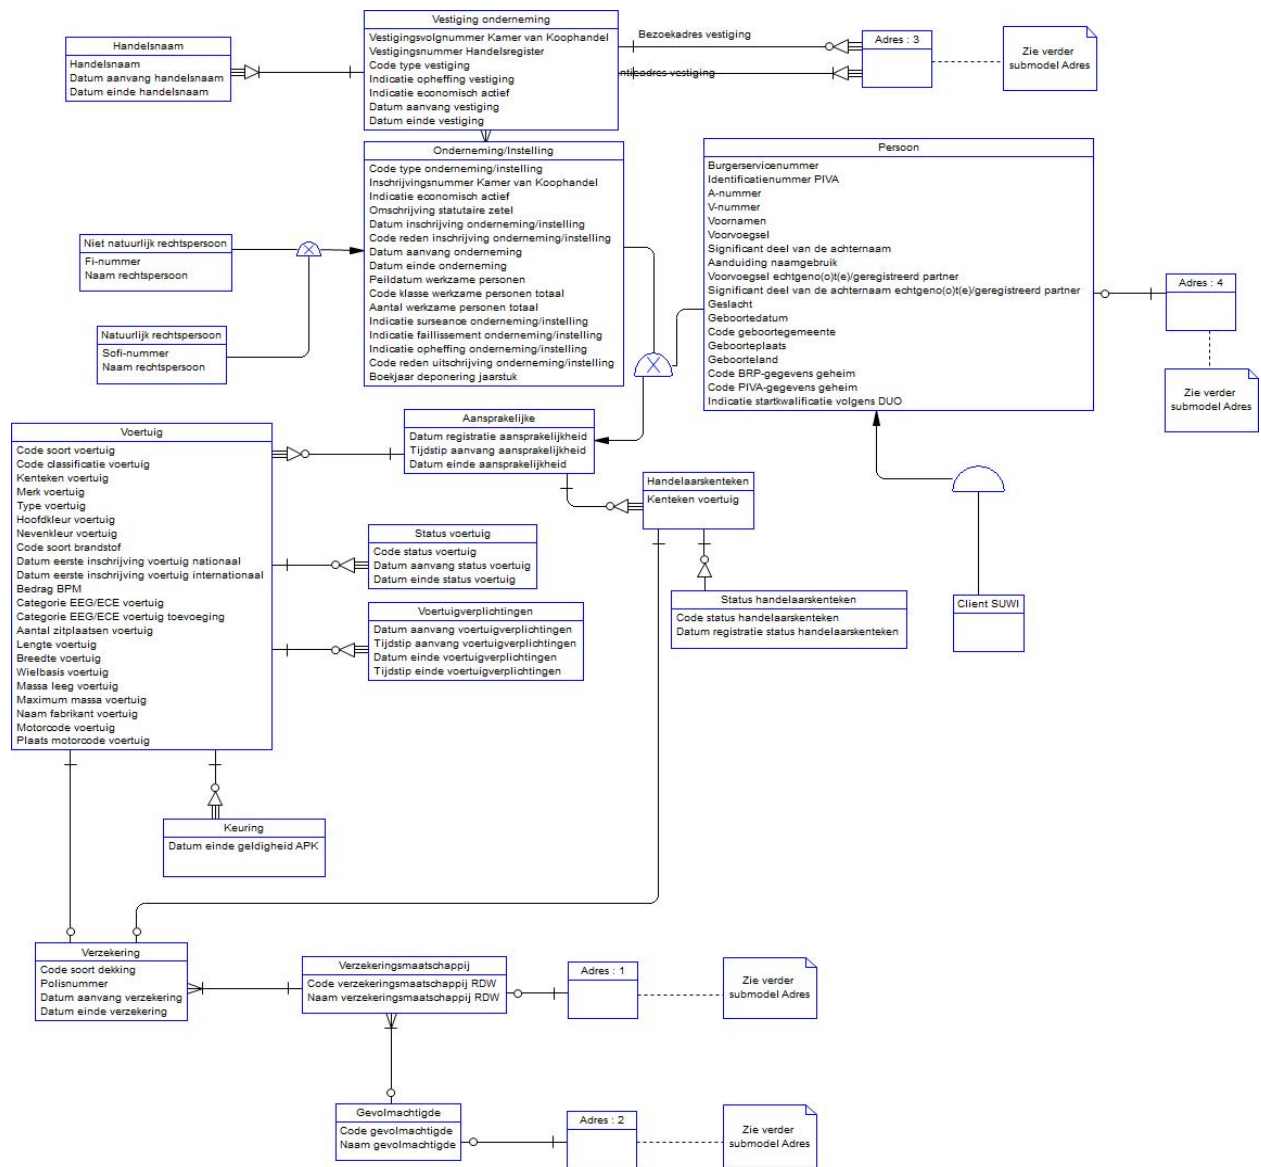 Vestiging onderneming
Vestigingsvolgnummer Kamer van Koophandel
Vestigingsnummer Handelsregister
Code type vestiging
Indicatie opheffing vestiging
Indicatie economisch actief
Datum aanvang vestiging
Datum einde vestiging
Handelsnaam
Handelsnaam
Datum aanvang handelsnaam
Datum einde handelsnaam
Bezoekadres vestiging
vestiging
Adres : 3
Zie verder
submodel Adres
Onderneming/Instelling
Code type onderneming/instelling
Inschrijvingsnummer Kamer van Koophandel
Indicatie economisch actief
Omschrijving statutaire zetel
Datum inschrijving onderneming/instelling
Code reden inschrijving onderneming/instelling
Datum aanvang onderneming
Datum einde onderneming
Peildatum werkzame personen
Code klasse werkzame personen totaal
Aantal werkzame personen totaal
Indicatie surseance onderneming/instelling
Indicatie faillissement onderneming/instelling
Indicatie opheffing onderneming/instelling
Code reden uitschrijving onderneming/instelling
Boekjaar deponering jaarstuk
Persoon
Burgerservicenummer
Identificatienummer PIVA
A-nummer
V-nummer
Voornamen
Voorvoegsel
Significant deel van de achternaam
Aanduiding naamgebruik
Voorvoegsel echtgeno(o)t(e)/geregistreerd partner
Significant deel van de achternaam echtgeno(o)t(e)/geregistreerd partner
Geslacht
Geboortedatum
Code geboortegemeente
Geboorteplaats
Geboorteland
Code BRP-gegevens geheim
Code PIVA-gegevens geheim
Indicatie startkwalificatie volgens DUO
Adres : 4
Zie verder
submodel Adres
Niet natuurlijk rechtspersoon
Fi-nummer
Naam rechtspersoon
Natuurlijk rechtspersoon
Sofi-nummer
Naam rechtspersoon
Aansprakelijke
Datum registratie aansprakelijkheid
Tijdstip aanvang aansprakelijkheid
Datum einde aansprakelijkheid
Voertuig
Code soort voertuig
Code classificatie voertuig
Kenteken voertuig
Merk voertuig
Type voertuig
Hoofdkleur voertuig
Nevenkleur voertuig
Code soort brandstof
Datum eerste inschrijving voertuig nationaal
Datum eerste inschrijving voertuig internationaal
Bedrag BPM
Categorie EEG/ECE voertuig
Categorie EEG/ECE voertuig toevoeging
Aantal zitplaatsen voertuig
Lengte voertuig
Breedte voertuig
Wielbasis voertuig
Massa leeg voertuig
Maximum massa voertuig
Naam fabrikant voertuig
Motorcode voertuig
Plaats motorcode voertuig
Handelaarskenteken
Kenteken voertuig
Status voertuig
Code status voertuig
Datum aanvang status voertuig
Datum einde status voertuig
Voertuigverplichtingen
Datum aanvang voertuigverplichtingen
Tijdstip aanvang voertuigverplichtingen
Datum einde voertuigverplichtingen
Tijdstip einde voertuigverplichtingen
Status handelaarskenteken
Code status handelaarskenteken
Datum registratie status handelaarskenteken
Client SUWI
Keuring
Datum einde geldigheid APK
Verzekering
Code soort dekking
Polisnummer
Datum aanvang verzekering
Datum einde verzekering
Verzekeringsmaatschappij
Code verzekeringsmaatschappij RDW
Naam verzekeringsmaatschappij RDW
Adres : 1
Zie verder
submodel Adres
Gevolmachtigde
Code gevolmachtigde
Naam gevolmachtigde
Adres : 2
Zie verder
submodel Adres